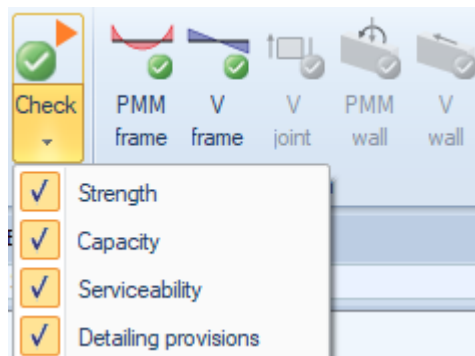 Check
PMM
frame
V
frame
V
joint
PMM
wall
V
wall
Strength
Capacity
Serviceability
Detailing provisions